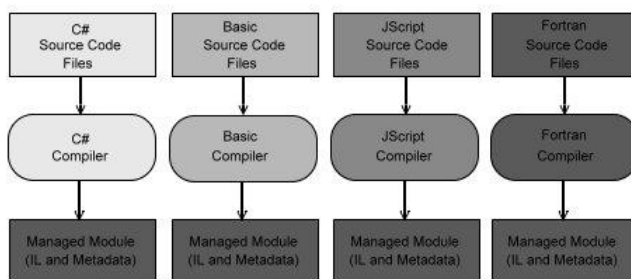 C#
Source Code
Files
Basic
Source Code
Files
JScript
Source Code
Files
Fortran
Source Code
Files
C#
Compiler
Basic
Compiler
JScript
Compiler
Fortran
Compiler
Managed Module
(IL and Metadata)
Managed Module
(IL and Metadata)
Managed Module
(IL and Metadata)
Managed Module
(IL and Metadata)